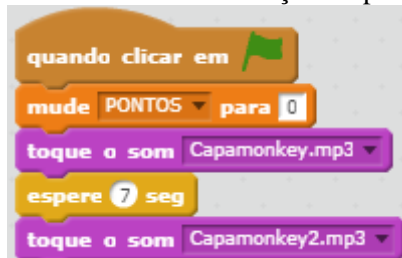 quando clicar em
mude PONTOS para 0
toque o som Capamonkey.mp3
espere 7 seg
toque o som Capamonkey2.mp3